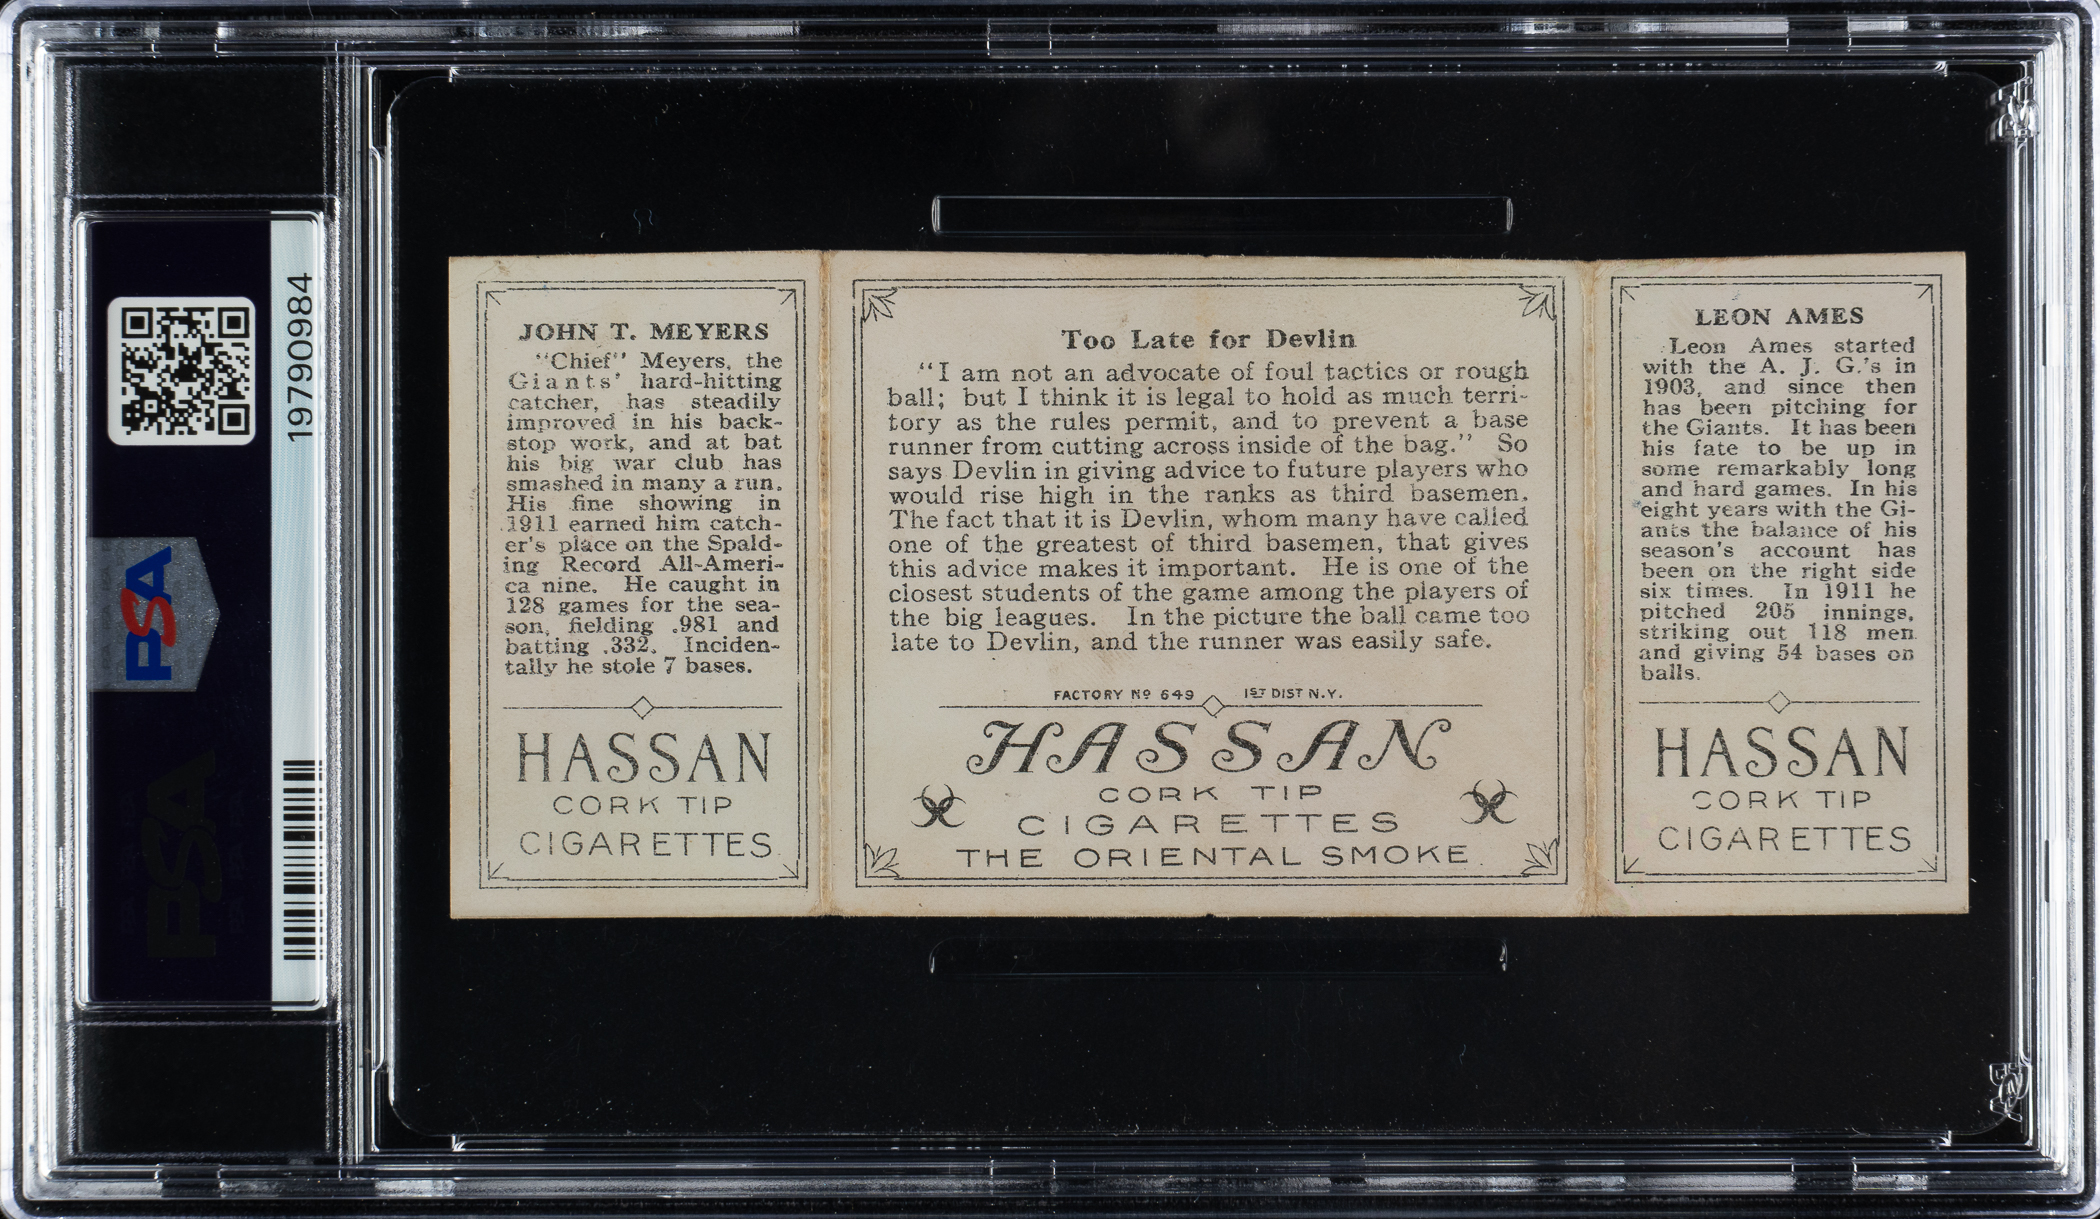 19790984
PSA
JOHN T. MEYERS
"Chief" Meyers, the
Giants' hard-hitting
catcher, has steadily
improved in his back-
stop work, and at bat
his big war club has
smashed in many a run.
His fine showing in
1911 earned him catch-
er's place on the Spald-
ing Record All-Ameri-
ca nine. He caught in
128 games for the sea-
son, fielding .981 and
batting .332. Inciden-
tally he stole 7 bases.
HASSAN
CORK TIP
CIGARETTES
Too Late for Devlin
"I am not an advocate of foul tactics or rough
ball; but I think it is legal to hold as much terri-
tory as the rules permit, and to prevent a base
runner from cutting across inside of the bag." So
says Devlin in giving advice to future players who
would rise high in the ranks as third basemen.
The fact that it is Devlin, whom many have called
one of the greatest of third basemen, that gives
this advice makes it important. He is one of the
closest students of the game among the players of
the big leagues. In the picture the ball came too
late to Devlin, and the runner was easily safe.
FACTORY No 649 1ST DIST N.Y.
HASSAN
CORK TIP
CIGARETTES
THE ORIENTAL SMOKE.
LEON AMES
Leon Ames started
with the A. J. G.'s in
1903, and since then
has been pitching for
the Giants. It has been
his fate to be up in
some remarkably long
and hard games. In his
eight years with the Gi-
ants the balance of his
season's account has
been on the right side
six times. In 1911 he
pitched 205 innings,
striking out 118 men
and giving 54 bases on
balls.
HASSAN
CORK TIP
CIGARETTES
PSA